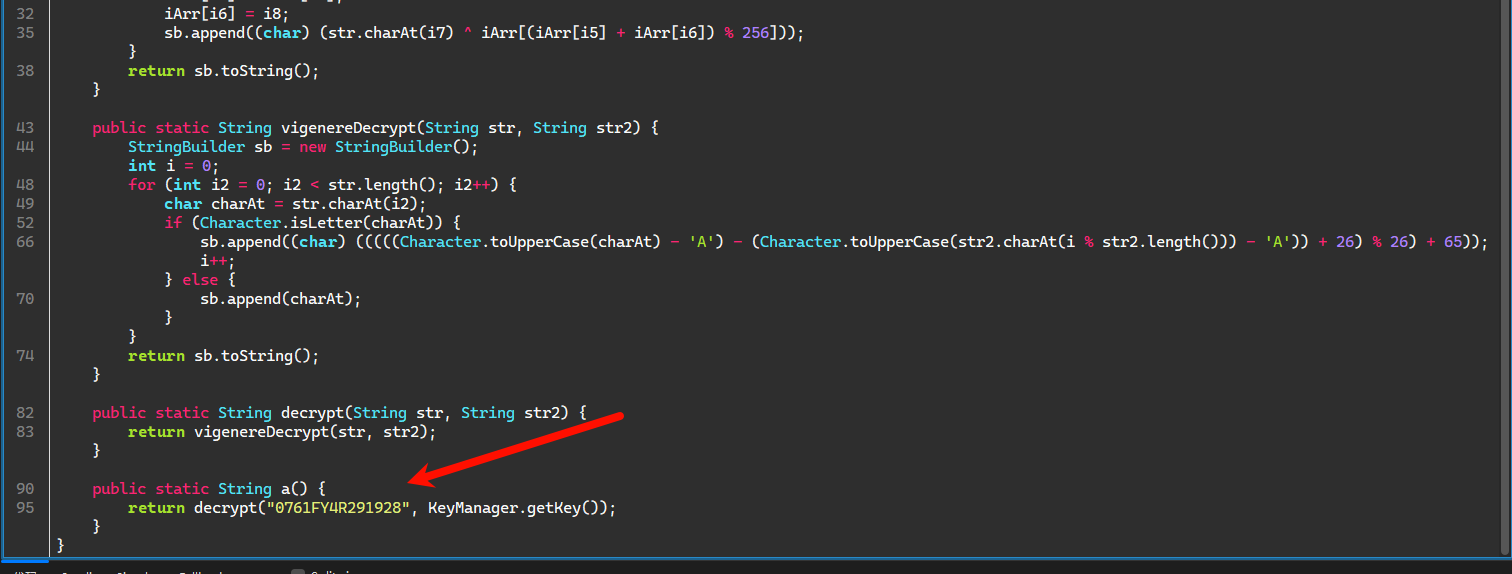 32 iArr[i6] = i8;
35 sb.append((char) (str.charAt(i7) ^ iArr[(iArr[i5] + iArr[i6]) % 256]));
}
38 return sb.toString();
}
43 public static String vigenereDecrypt(String str, String str2) {
44 StringBuilder sb = new StringBuilder();
int i = 0;
48 for (int i2 = 0; i2 < str.length(); i2++) {
49 char charAt = str.charAt(i2);
52 if (Character.isLetter(charAt)) {
66 sb.append((char) (((((Character.toUpperCase(charAt) - 'A') - (Character.toUpperCase(str2.charAt(i % str2.length())) - 'A')) + 26) % 26) + 65));
i++;
} else {
70 sb.append(charAt);
}
}
74 return sb.toString();
}
82 public static String decrypt(String str, String str2) {
83 return vigenereDecrypt(str, str2);
}
90 public static String a() {
95 return decrypt("0761FY4R291928", KeyManager.getKey());
}
}